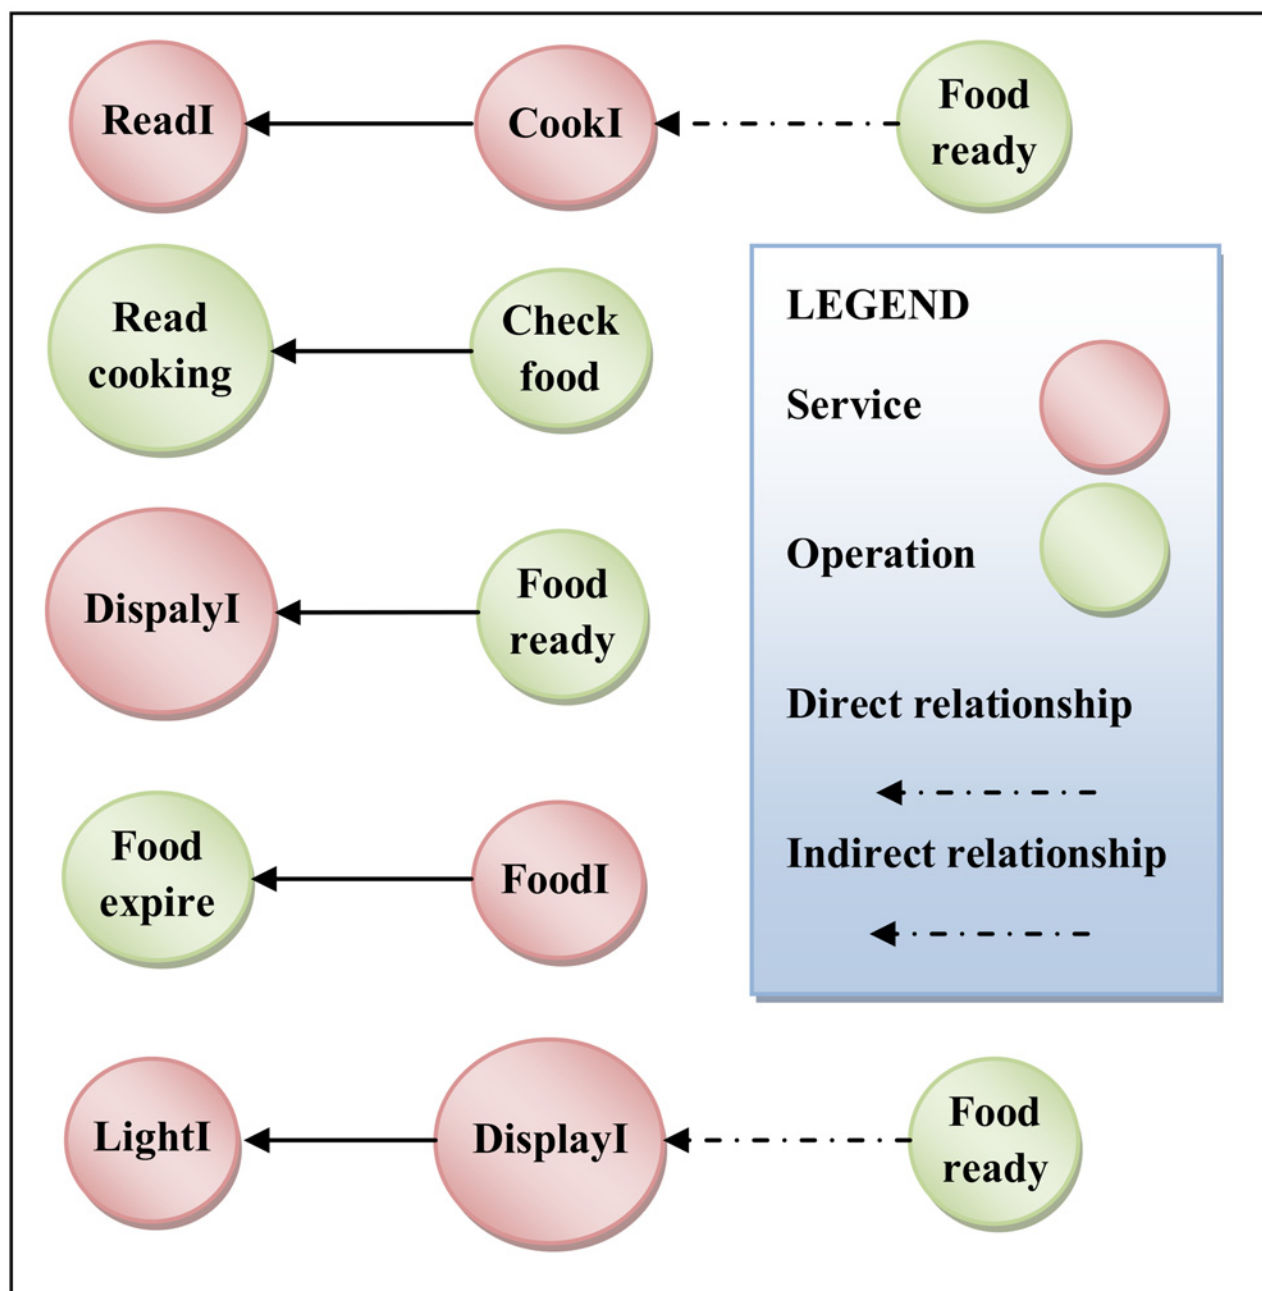 ReadI
CookI
Food
ready
Read
cooking
Check
food
DispalyI
Food
ready
Food
expire
FoodI
LightI
DisplayI
Food
ready
LEGEND
Service
Operation
Direct relationship
Indirect relationship